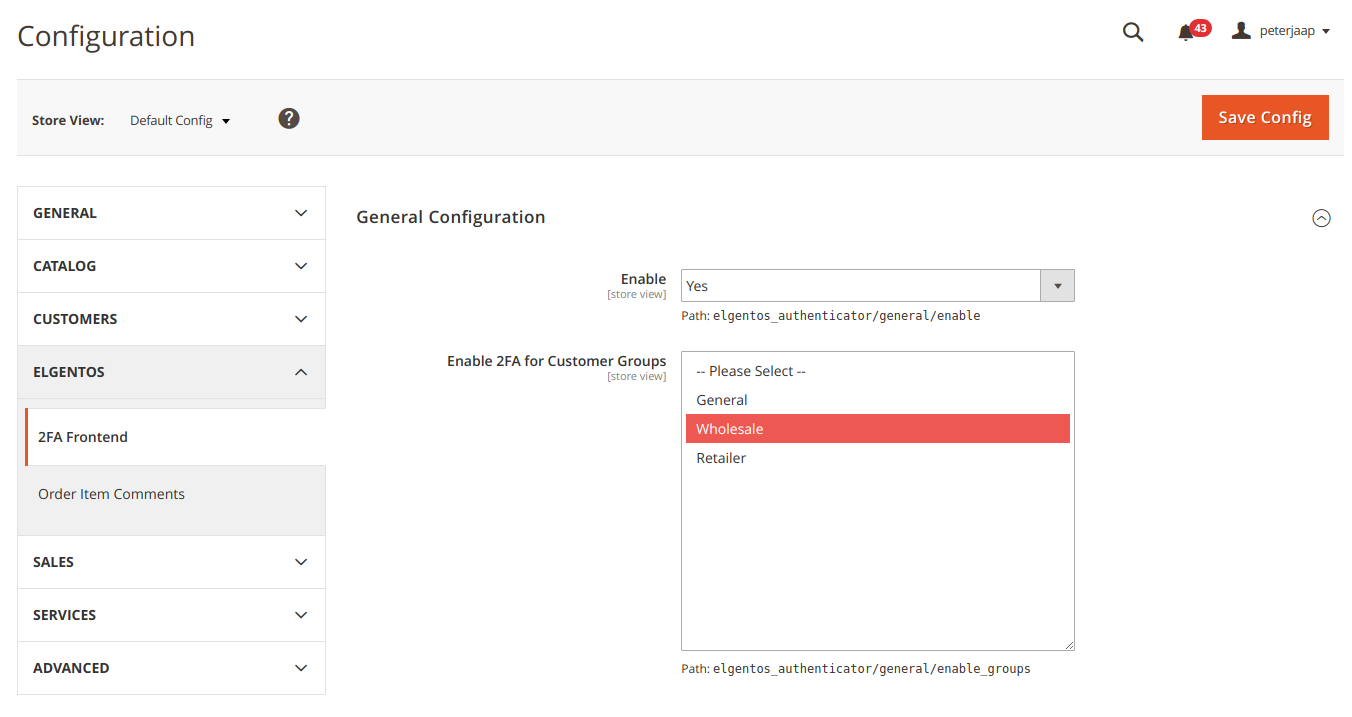 Configuration
43
peterjaap
Store View: Default Config
?
Save Config
GENERAL
CATALOG
CUSTOMERS
ELGENTOS
2FA Frontend
Order Item Comments
SALES
SERVICES
ADVANCED
General Configuration
Enable
[store view]
Yes
Path: elgentos_authenticator/general/enable
Enable 2FA for Customer Groups
[store view]
-- Please Select --
General
Wholesale
Retailer
Path: elgentos_authenticator/general/enable_groups